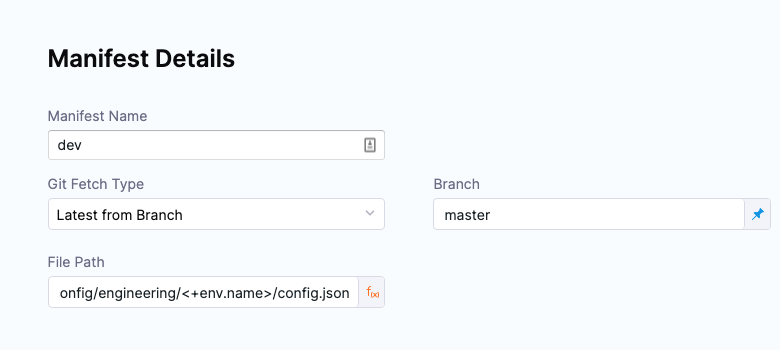 Manifest Details
Manifest Name
dev
Git Fetch Type
Branch
Latest from Branch
master
File Path
onfig/engineering/<+env.name>/config.json
f(x)